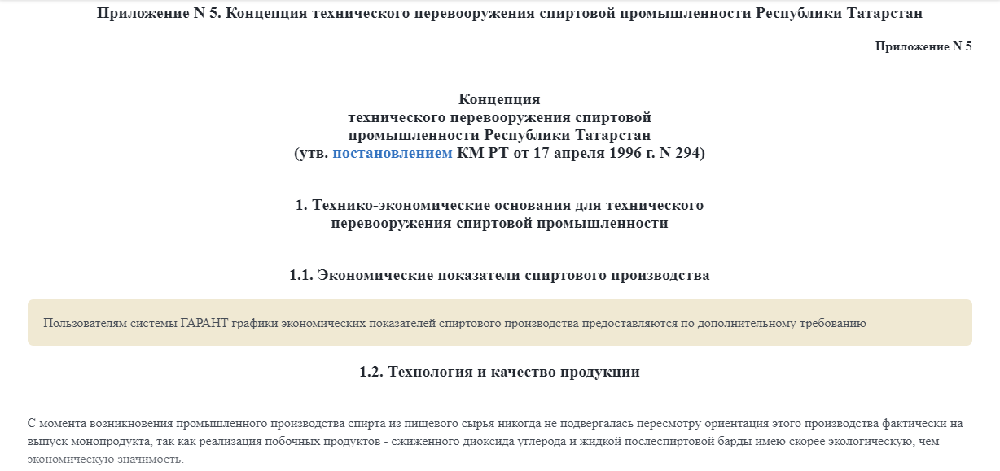 Приложение N 5. Концепция технического перевооружения спиртовой промышленности Республики Татарстан
Приложение N 5
Концепция
технического перевооружения спиртовой
промышленности Республики Татарстан
(утв. постановлением КМ РТ от 17 апреля 1996 г. N 294)
1. Технико-экономические основания для технического
перевооружения спиртовой промышленности
1.1. Экономические показатели спиртового производства
Пользователям системы ГАРАНТ графики экономических показателей спиртового производства предоставляются по дополнительному требованию
1.2. Технология и качество продукции
С момента возникновения промышленного производства спирта из пищевого сырья никогда не подвергалась пересмотру ориентация этого производства фактически на
выпуск монопродукта, так как реализация побочных продуктов - сжиженного диоксида углерода и жидкой послеспиртовой барды имею скорее экологическую, чем
экономическую значимость.